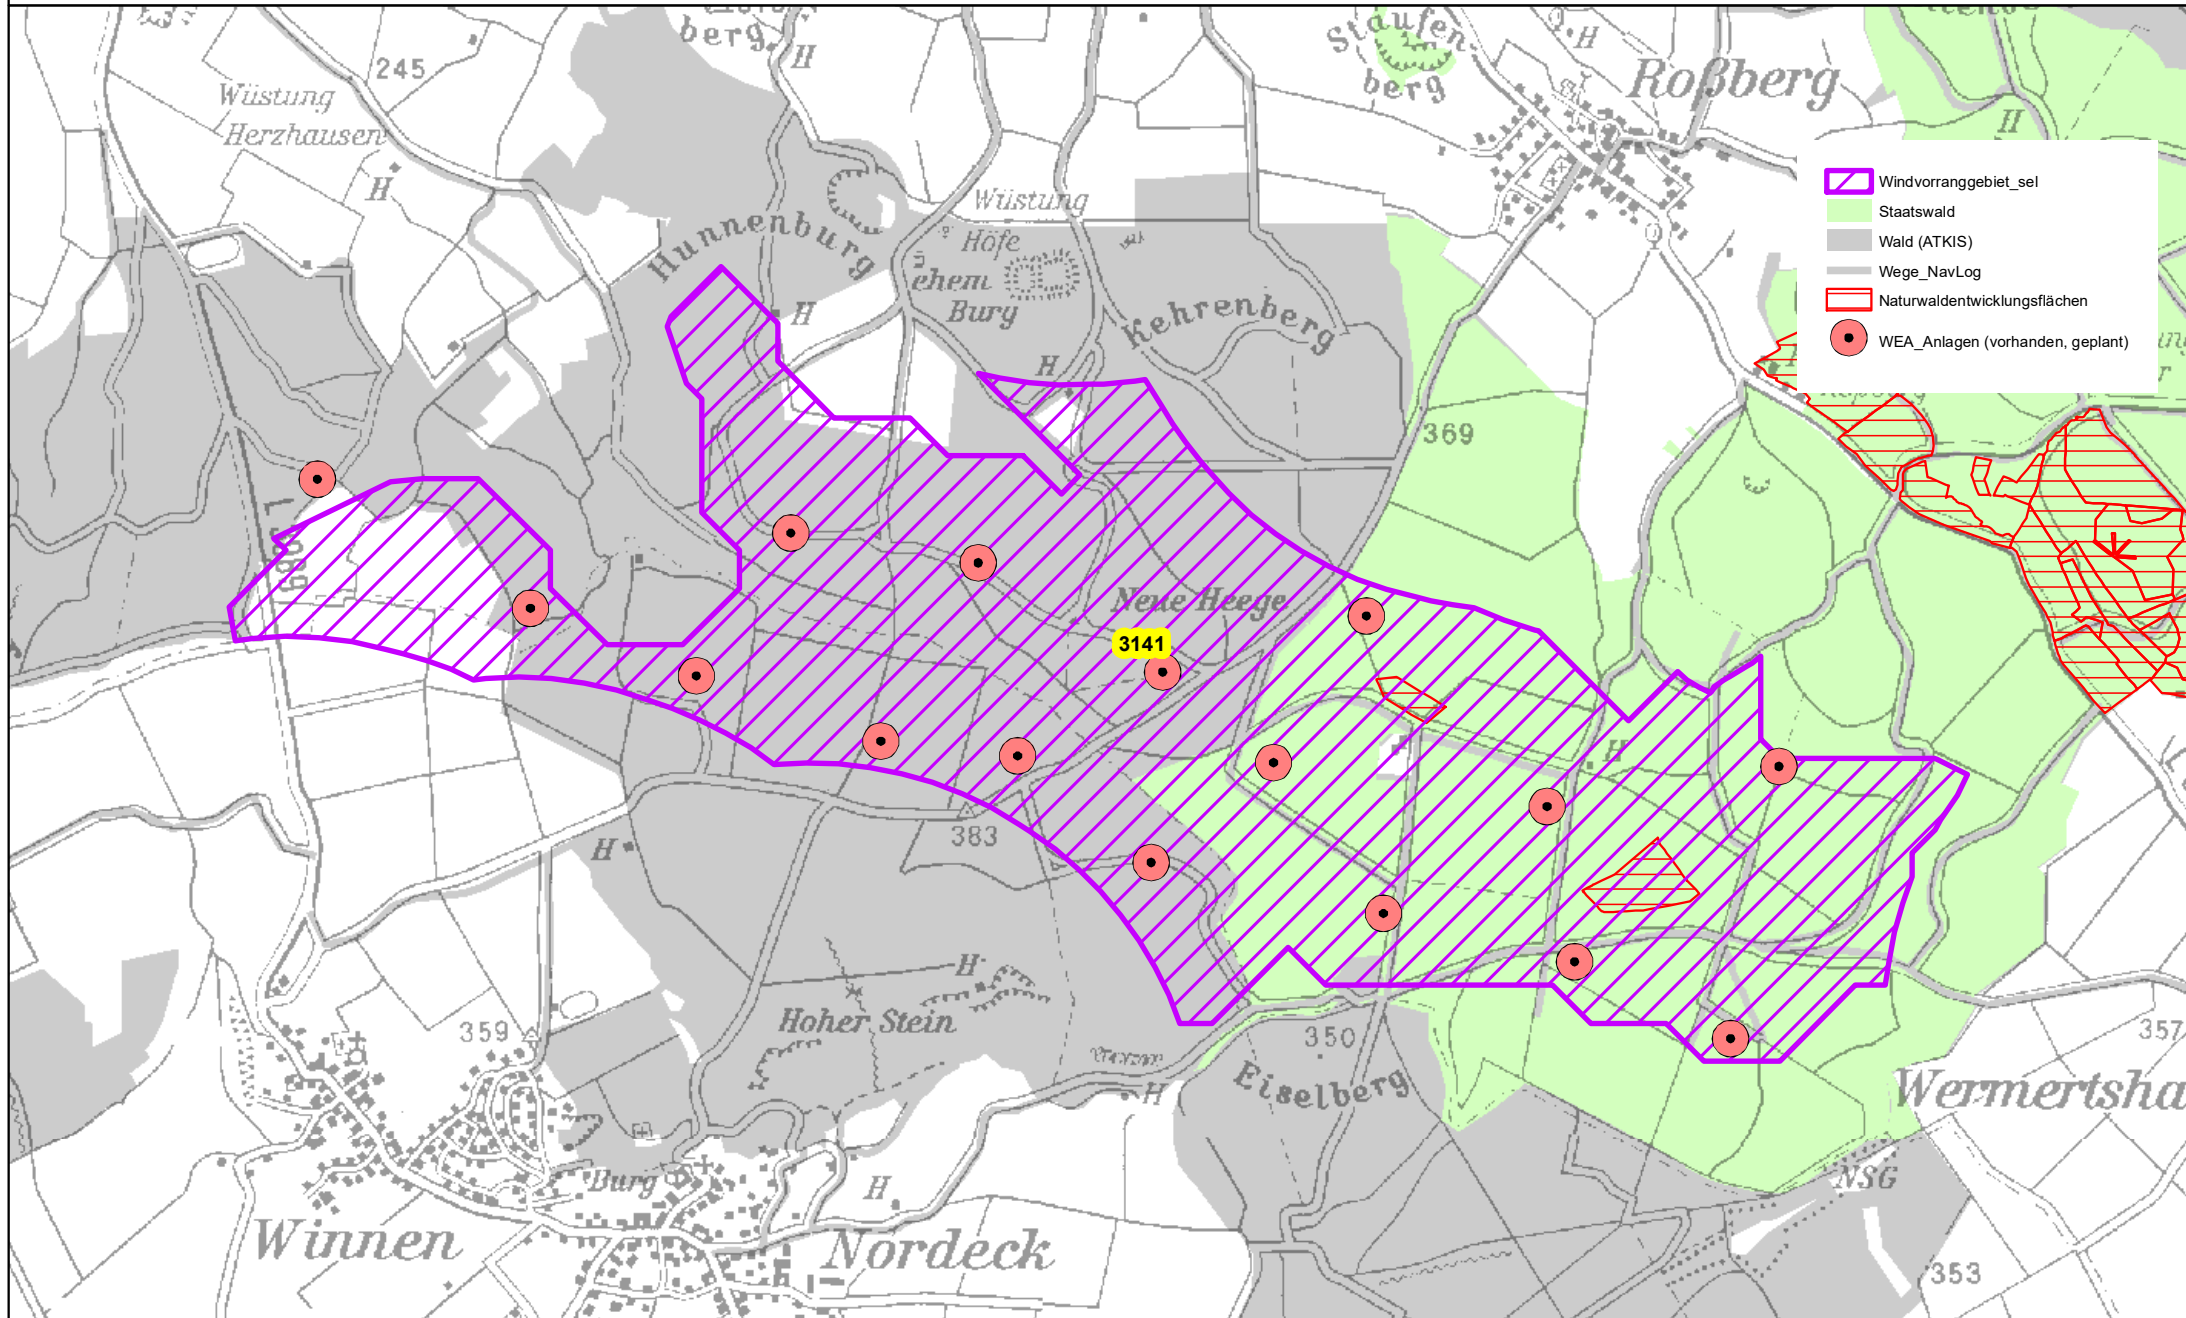 berg
H
Staufen-
berg
H
Roßberg
245
Wüstung
Herzhausen
H
H
Windvorranggebiet_sel
Staatswald
Wald (ATKIS)
Wege_NavLog
Naturwaldentwicklungsflächen
WEA_Anlagen (vorhanden, geplant)
Hunnenburg
Wüstung
Höfe
ehem
Burg
H
Kehrenberg
H
369
L 3089
Neue Heege
3141
H
383
H
H
Hoher Stein
359
350
Eiselberg
H
357
Wermertsha
NSG
Burg
H
Winnen
Nordeck
353